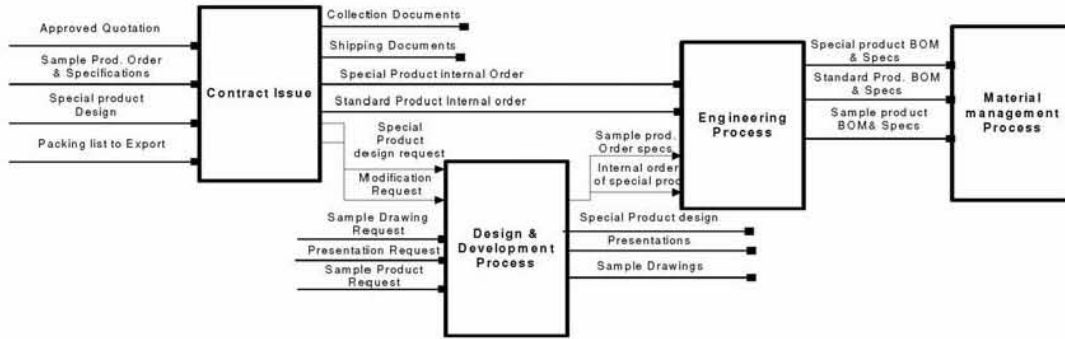 Approved Quotation
Sample Prod. Order
& Specifications
Special product
Design
Packing list to Export
Contract Issue
Collection Documents
Shipping Documents
Special Product Internal Order
Standard Product Internal order
Special
Product
design request
Modification
Request
Sample Drawing
Request
Presentation Request
Sample Product
Request
Design &
Development
Process
Sample prod.
Order specs
Internal order
of special prod
Special Product design
Presentations
Sample Drawings
Engineering
Process
Special product BOM
& Specs
Standard Prod. BOM
& Specs
Sample product
BOM& Specs
Material
management
Process